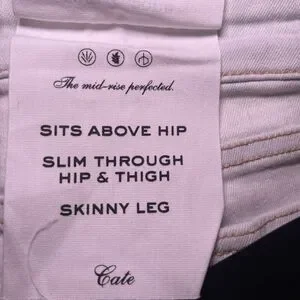 The mid-rise perfected.
SITS ABOVE HIP
SLIM THROUGH
HIP & THIGH
SKINNY LEG
Cate